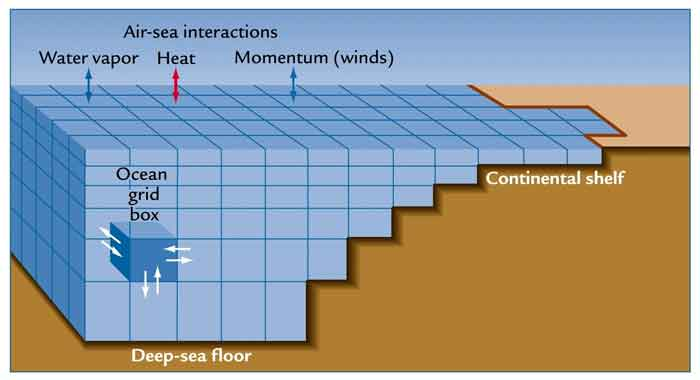 Air-sea interactions
Water vapor Heat Momentum (winds)
Ocean
grid
box
Continental shelf
Deep-sea floor